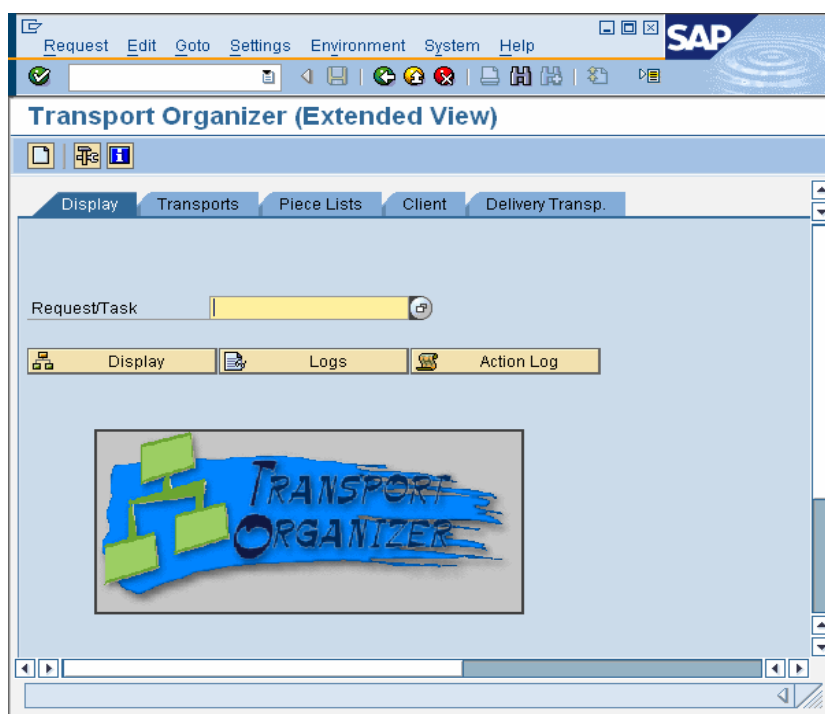 Request Edit Goto Settings Environment System Help
SAP
Transport Organizer (Extended View)
Display Transports Piece Lists Client Delivery Transp.
Request/Task
Display Logs Action Log
TRANSPORT
ORGANIZER